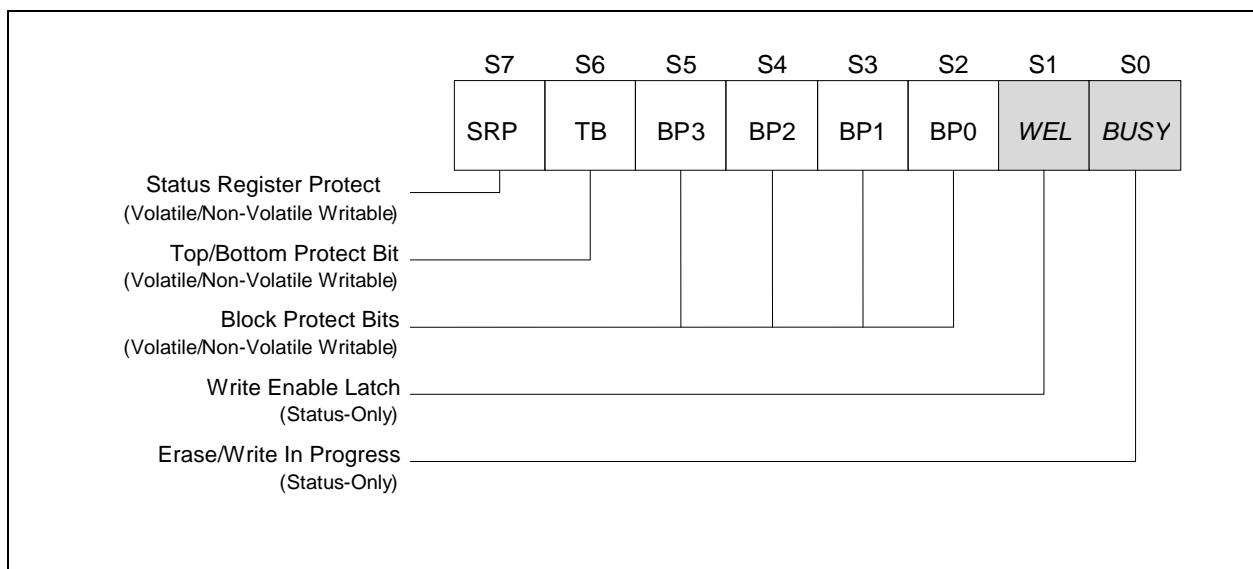 S7 S6 S5 S4 S3 S2 S1 S0
SRP TB BP3 BP2 BP1 BP0 WEL BUSY
Status Register Protect
(Volatile/Non-Volatile Writable)
Top/Bottom Protect Bit
(Volatile/Non-Volatile Writable)
Block Protect Bits
(Volatile/Non-Volatile Writable)
Write Enable Latch
(Status-Only)
Erase/Write In Progress
(Status-Only)